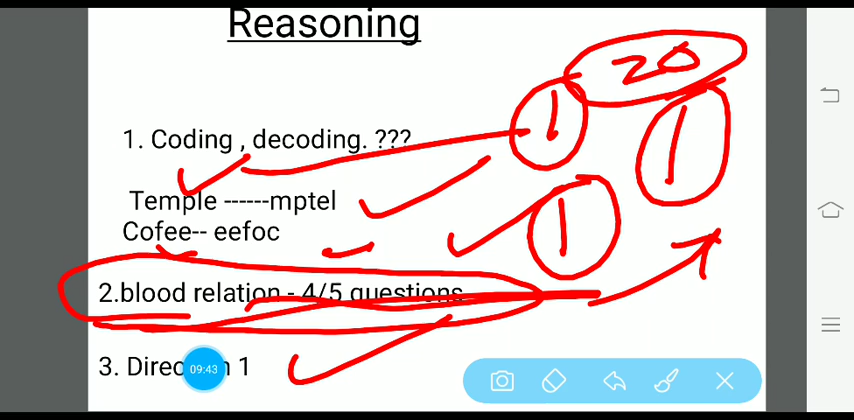 Reasoning
20
1
1
1. Coding , decoding. ???
Temple ------mptel
Cofee-- eefoc
1
2.blood relation - 4/5 questions
3. Direc 1
09:43